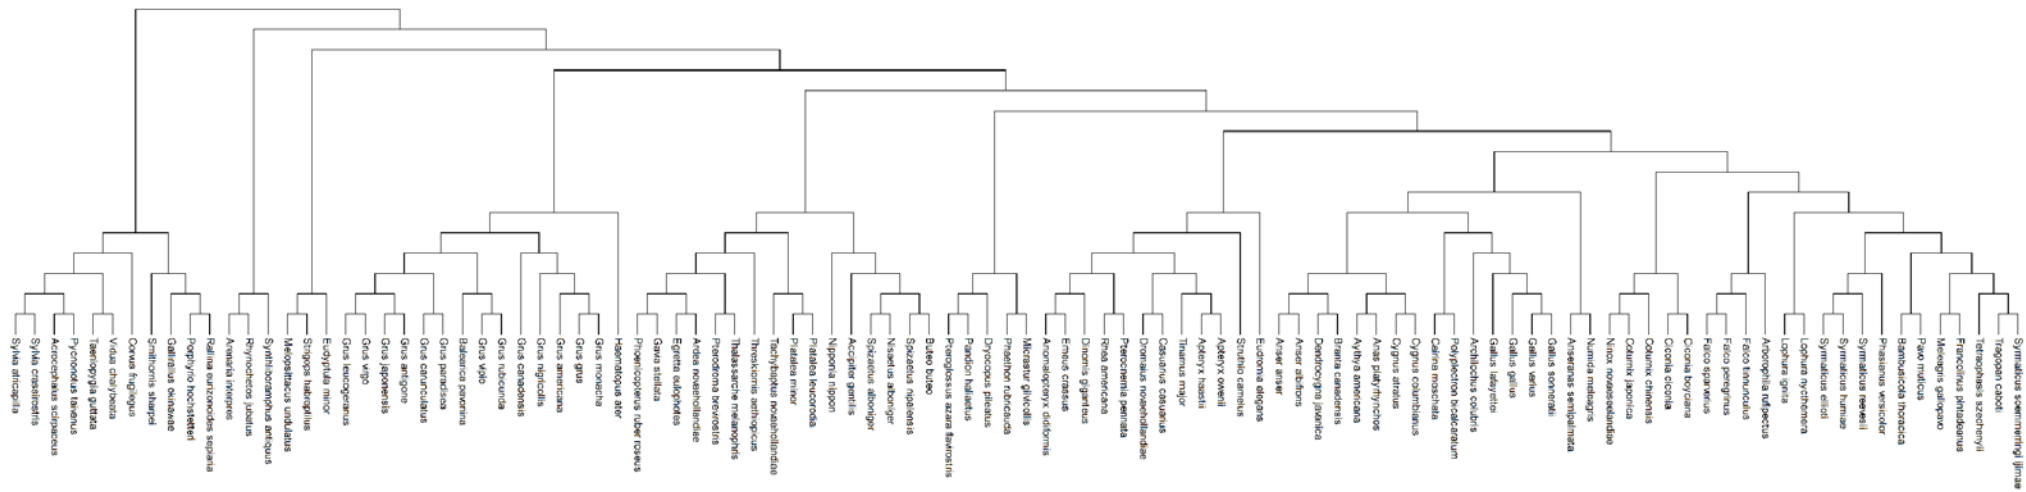 Sylvia atricapilla
Sylvia crassirostris
Acrocephalus scirpaceus
Pycnonotus taivanus
Taeniopygia guttata
Vidua chalybeata
Corvus frugilegus
Smithornis sharpei
Gallirallus okinawae
Porphyrio hochstetteri
Rallina eurizonoides sepiaria
Arenaria interpres
Rhynochetos jubatus
Synthliboramphus antiquus
Melopsittacus undulatus
Strigops habroptilus
Eudyptula minor
Grus leucogeranus
Grus virgo
Grus japonensis
Grus antigone
Grus carunculatus
Grus paradisea
Balearica pavonina
Grus vipio
Grus rubicunda
Grus canadensis
Grus nigricollis
Grus americana
Grus grus
Grus monacha
Haematopus ater
Phoenicopterus ruber roseus
Gavia stellata
Egretta eulophotes
Ardea novaehollandiae
Pterodroma brevirostris
Thalassarche melanophris
Threskiornis aethiopicus
Tachybaptus novaehollandiae
Platalea minor
Platalea leucorodia
Nipponia nippon
Accipiter gentilis
Spizaetus alboniger
Nisaetus alboniger
Spizaetus nipalensis
Buteo buteo
Pteroglossus azara flavirostris
Pandion haliaetus
Dryocopus pileatus
Phaethon rubricauda
Micrastur gilvicollis
Anomalopteryx didiformis
Emeus crassus
Dinornis giganteus
Rhea americana
Pterocnemia pennata
Dromaius novaehollandiae
Casuarius casuarius
Tinamus major
Apteryx haastii
Apteryx owenii
Struthio camelus
Eudromia elegans
Anser anser
Anser albifrons
Dendrocygna javanica
Branta canadensis
Aythya americana
Anas platyrhynchos
Cygnus atratus
Cygnus columbianus
Cairina moschata
Polyplectron bicalcaratum
Archilochus colubris
Gallus lafayettei
Gallus gallus
Gallus varius
Gallus sonneratii
Anseranas semipalmata
Numida meleagris
Ninox novaeseelandiae
Coturnix japonica
Coturnix chinensis
Ciconia ciconia
Ciconia boyciana
Falco sparverius
Falco peregrinus
Falco tinnunculus
Arborophila rufipectus
Lophura ignita
Lophura nycthemera
Syrmaticus ellioti
Syrmaticus humiae
Syrmaticus reevesii
Phasianus versicolor
Bambusicola thoracica
Pavo muticus
Meleagris gallopavo
Francolinus pintadeanus
Tetraophasis szechenyii
Tragopan caboti
Syrmaticus soemmerringi ijimae